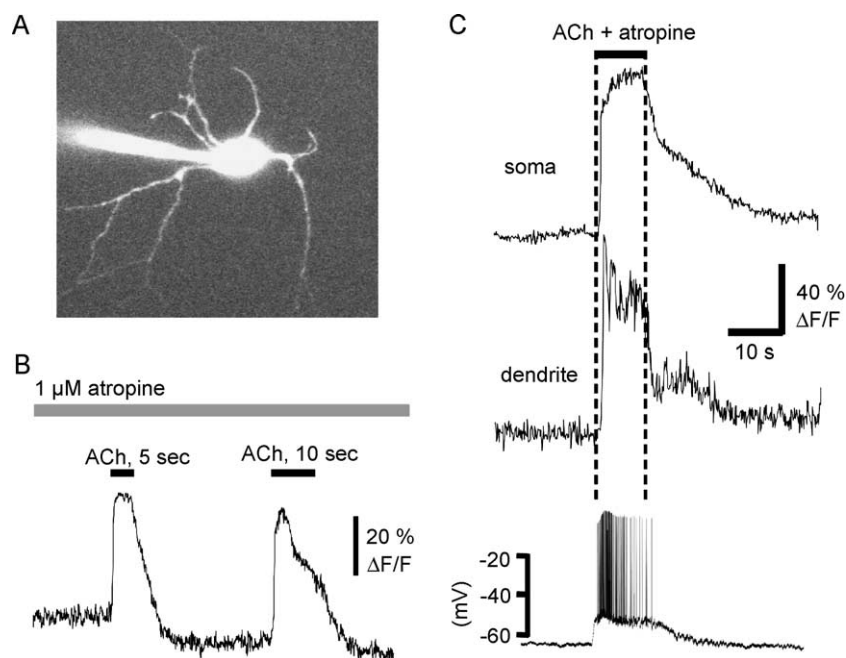 A
B
1 µM atropine
ACh, 5 sec
ACh, 10 sec
20 %
ΔF/F
C
ACh + atropine
soma
40 %
ΔF/F
10 s
dendrite
-20
-40
-60
(mV)